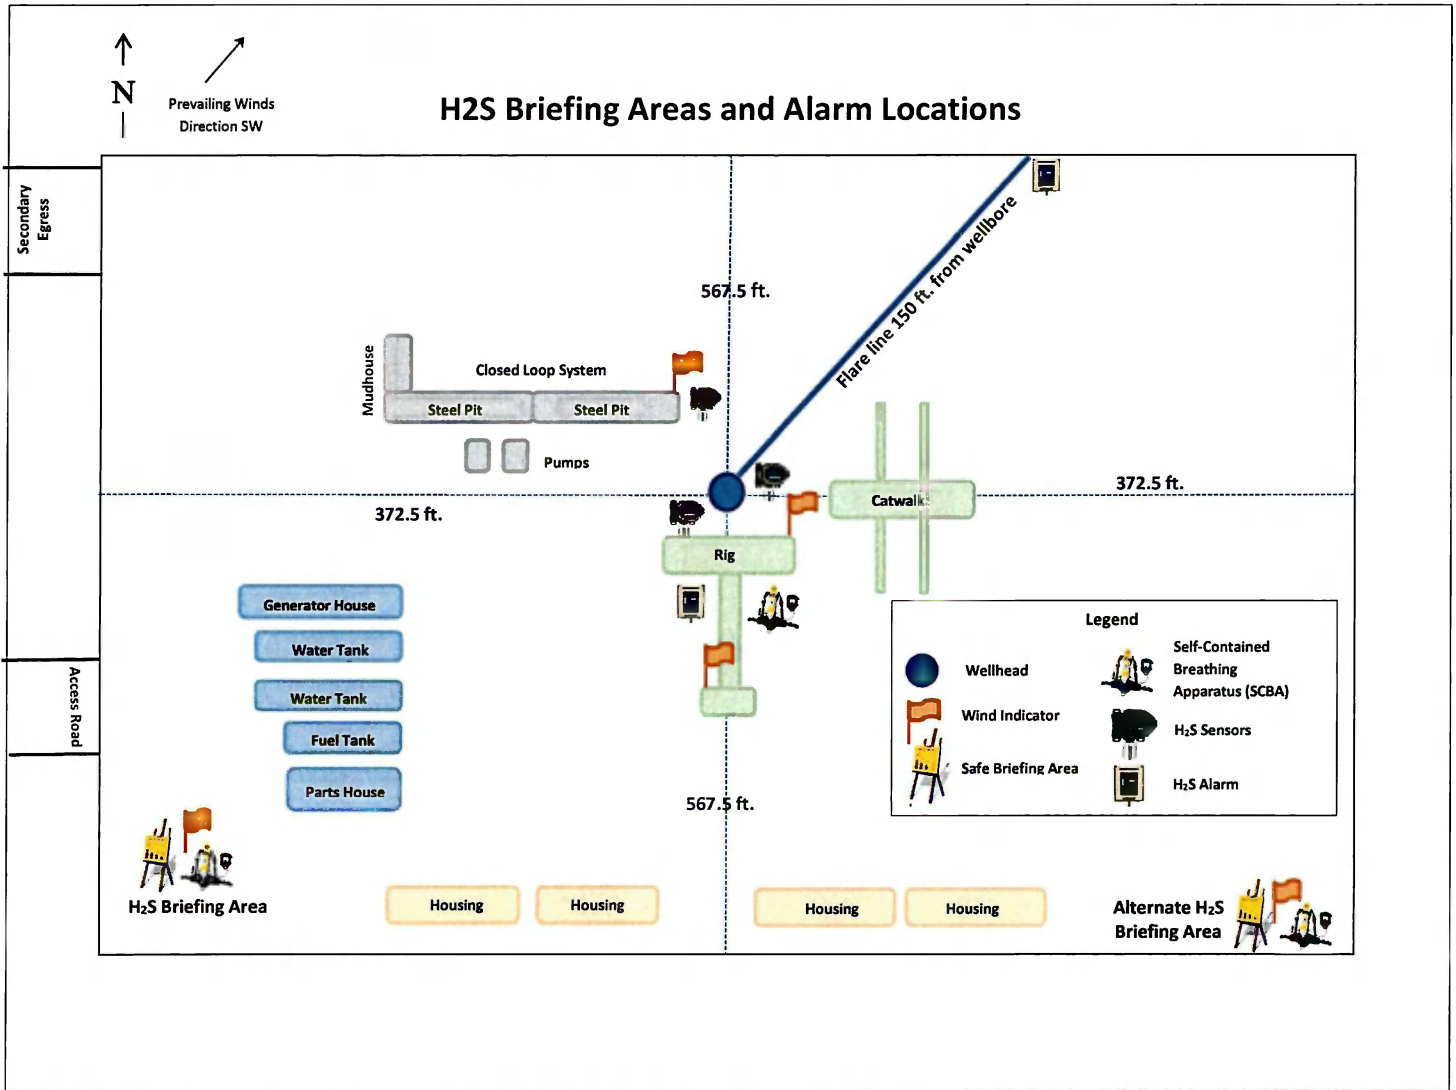 N
Prevailing Winds
Direction SW
H2S Briefing Areas and Alarm Locations
Secondary
Egress
Flare line 150 ft. from wellbore
567.5 ft.
Mudhouse
Closed Loop System
Steel Pit
Steel Pit
Pumps
372.5 ft.
372.5 ft.
Catwalk
Rig
Generator House
Water Tank
Water Tank
Fuel Tank
Parts House
Access Road
567.5 ft.
Legend
Wellhead
Wind Indicator
Safe Briefing Area
Self-Contained
Breathing
Apparatus (SCBA)
H₂S Sensors
H₂S Alarm
H₂S Briefing Area
Housing
Housing
Housing
Housing
Alternate H₂S
Briefing Area